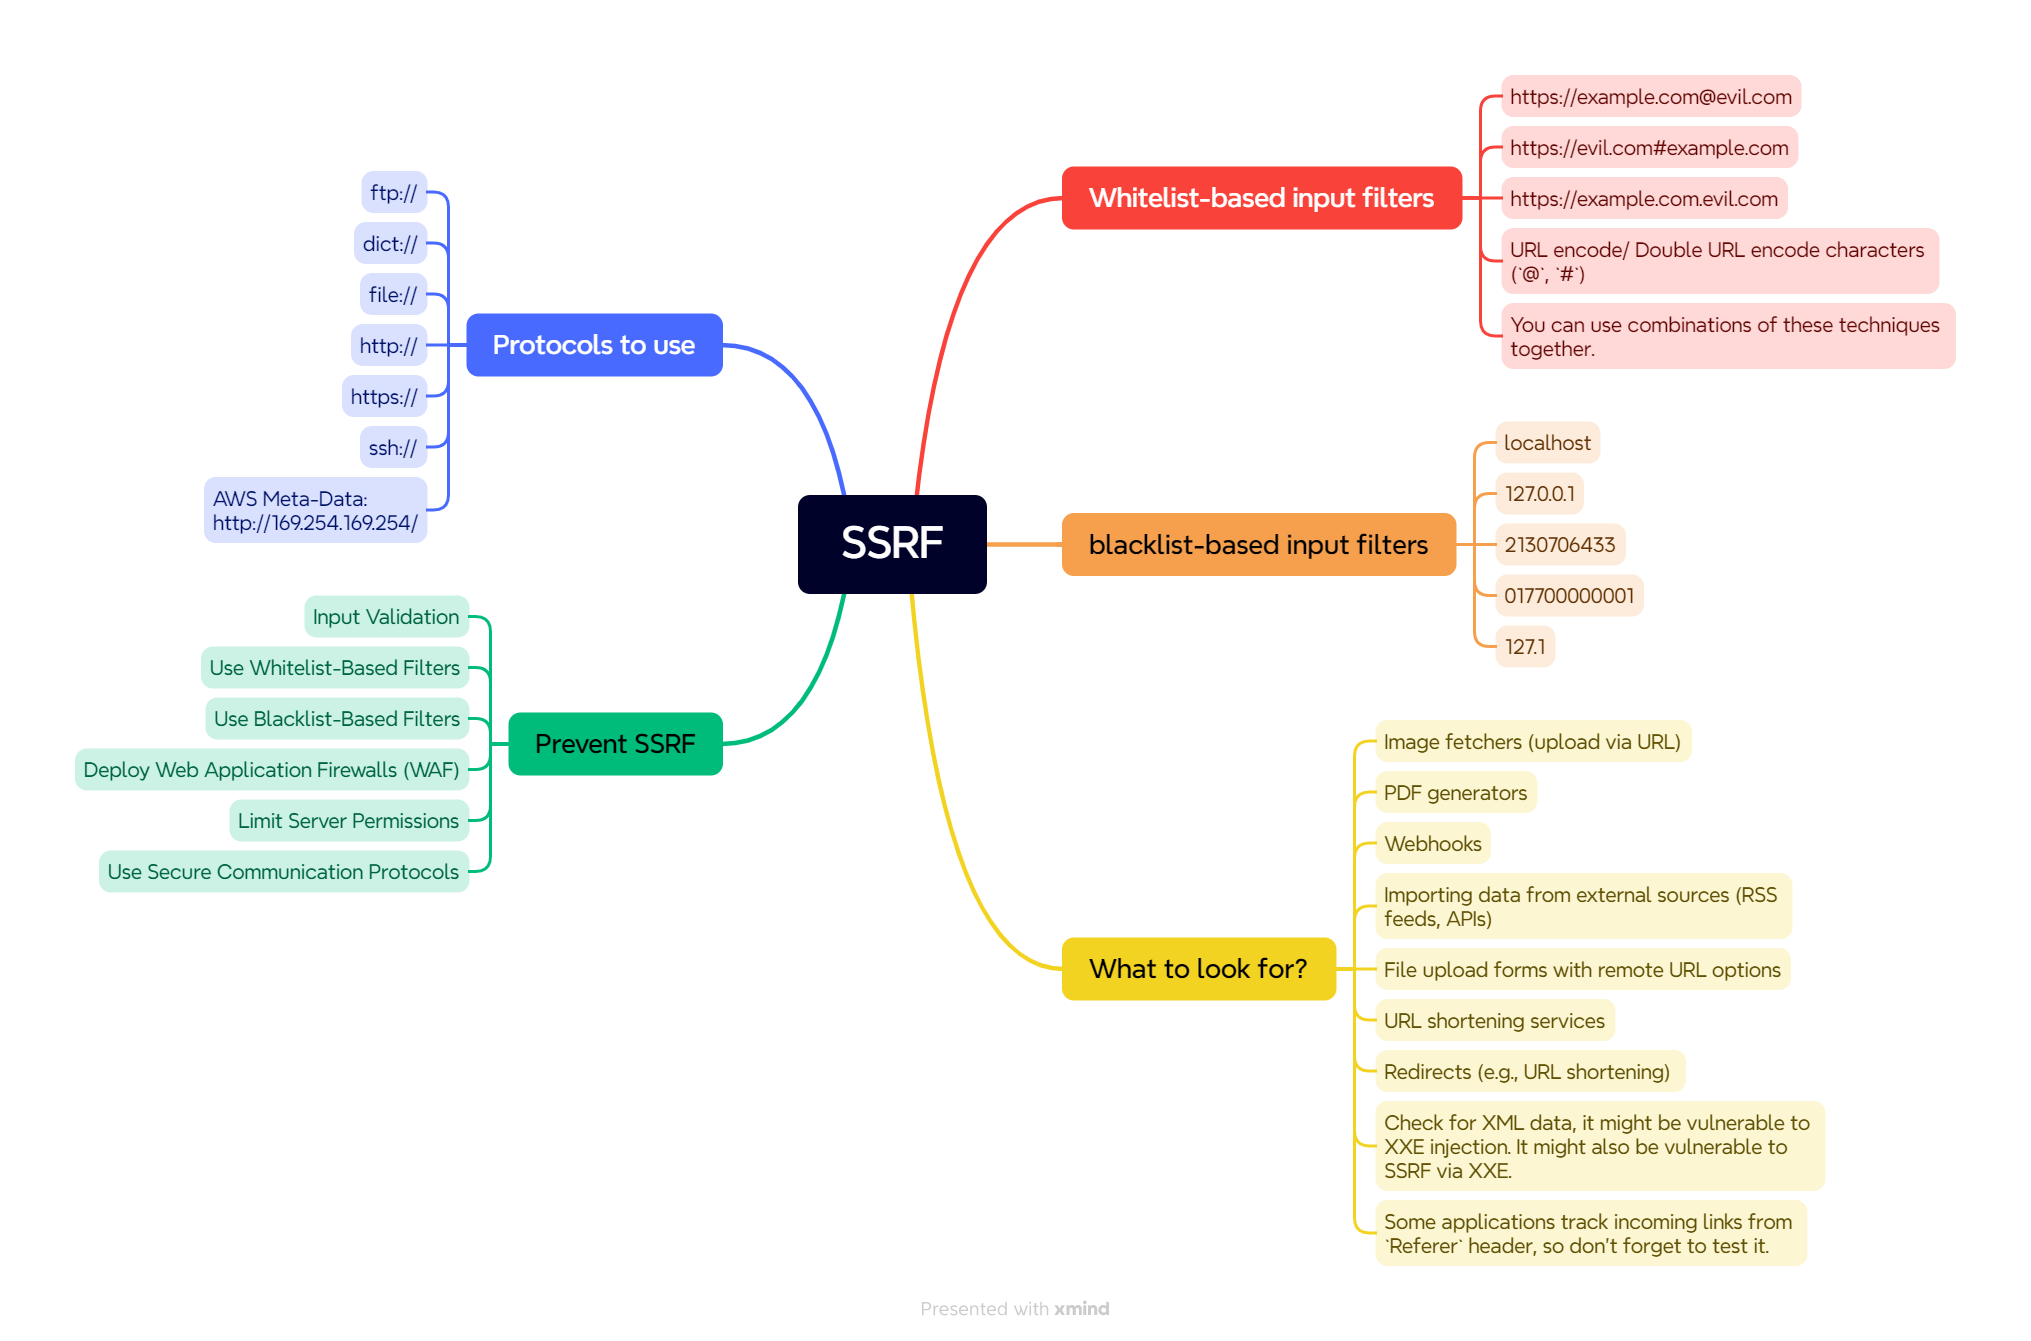 SSRF
Whitelist-based input filters
https://example.com@evil.com
https://evil.com#example.com
https://example.com.evil.com
URL encode/ Double URL encode characters
(`@`, `#`)
You can use combinations of these techniques
together.
blacklist-based input filters
localhost
127.0.0.1
2130706433
017700000001
127.1
What to look for?
Image fetchers (upload via URL)
PDF generators
Webhooks
Importing data from external sources (RSS
feeds, APIs)
File upload forms with remote URL options
URL shortening services
Redirects (e.g., URL shortening)
Check for XML data, it might be vulnerable to
XXE injection. It might also be vulnerable to
SSRF via XXE.
Some applications track incoming links from
`Referer` header, so don't forget to test it.
Protocols to use
ftp://
dict://
file://
http://
https://
ssh://
AWS Meta-Data:
http://169.254.169.254/
Prevent SSRF
Input Validation
Use Whitelist-Based Filters
Use Blacklist-Based Filters
Deploy Web Application Firewalls (WAF)
Limit Server Permissions
Use Secure Communication Protocols
Presented with xmind